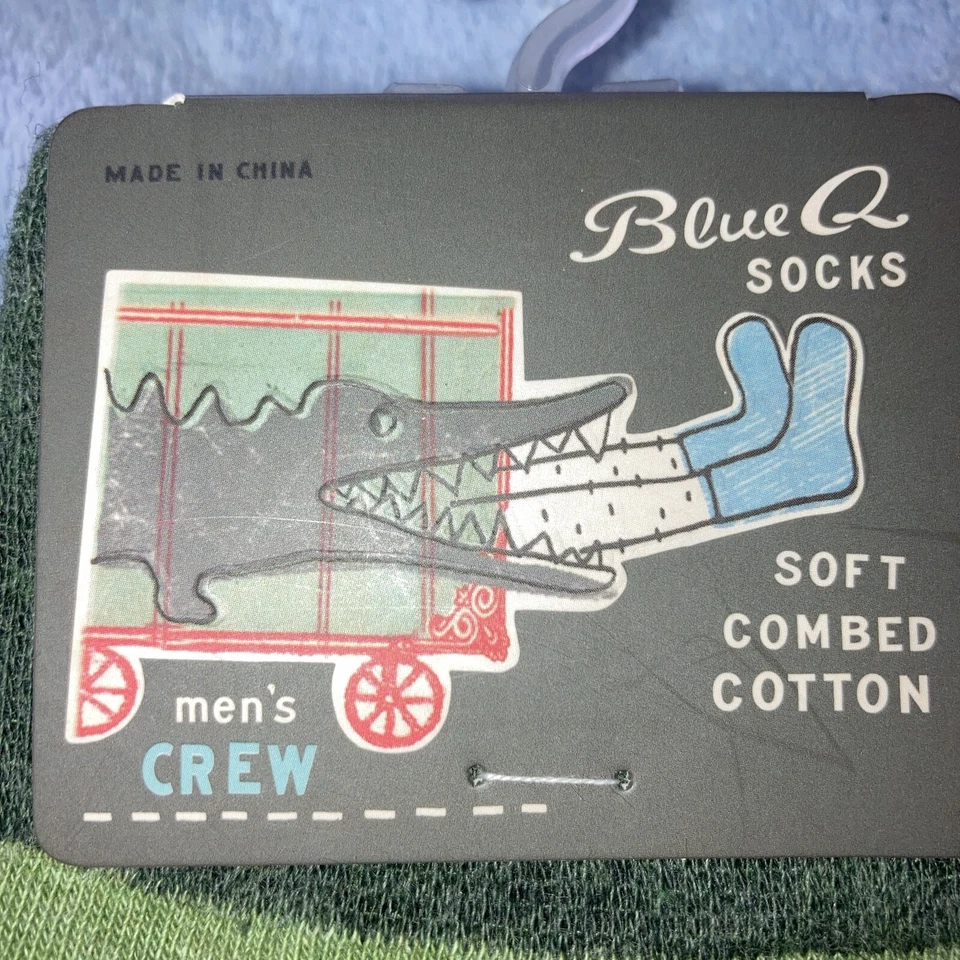 MADE IN CHINA
Blue Q
SOCKS
SOFT
COMBED
COTTON
men's
CREW